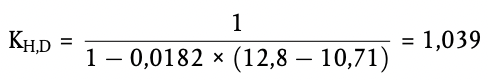 K_H,D = 1 / (1 − 0,0182 × (12,8 − 10,71)) = 1,039